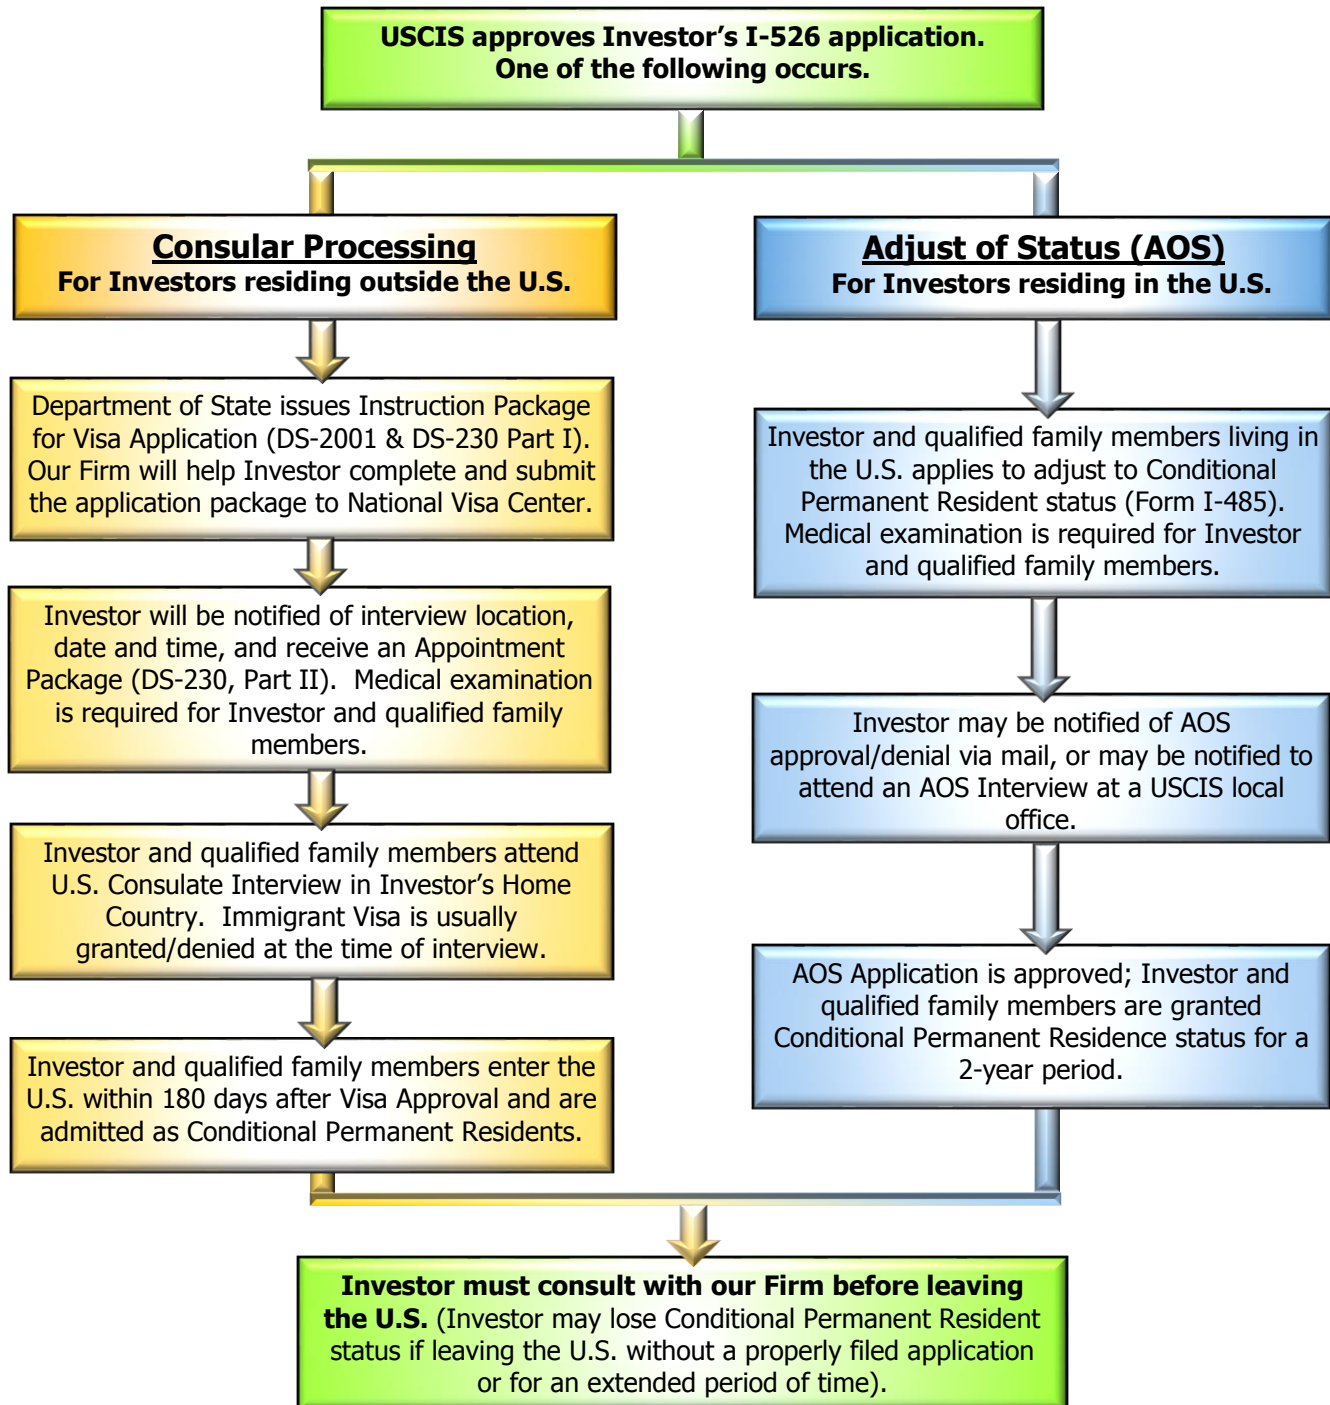 USCIS approves Investor’s I-526 application.
One of the following occurs.
Consular Processing
For Investors residing outside the U.S.
Department of State issues Instruction Package
for Visa Application (DS-2001 & DS-230 Part I).
Our Firm will help Investor complete and submit
the application package to National Visa Center.
Investor will be notified of interview location,
date and time, and receive an Appointment
Package (DS-230, Part II).  Medical examination
is required for Investor and qualified family
members.
Investor and qualified family members attend
U.S. Consulate Interview in Investor’s Home
Country.  Immigrant Visa is usually
granted/denied at the time of interview.
Investor and qualified family members enter the
U.S. within 180 days after Visa Approval and are
admitted as Conditional Permanent Residents.
Adjust of Status (AOS)
For Investors residing in the U.S.
Investor and qualified family members living in
the U.S. applies to adjust to Conditional
Permanent Resident status (Form I-485).
Medical examination is required for Investor
and qualified family members.
Investor may be notified of AOS
approval/denial via mail, or may be notified to
attend an AOS Interview at a USCIS local
office.
AOS Application is approved; Investor and
qualified family members are granted
Conditional Permanent Residence status for a
2-year period.
Investor must consult with our Firm before leaving
the U.S. (Investor may lose Conditional Permanent Resident
status if leaving the U.S. without a properly filed application
or for an extended period of time).